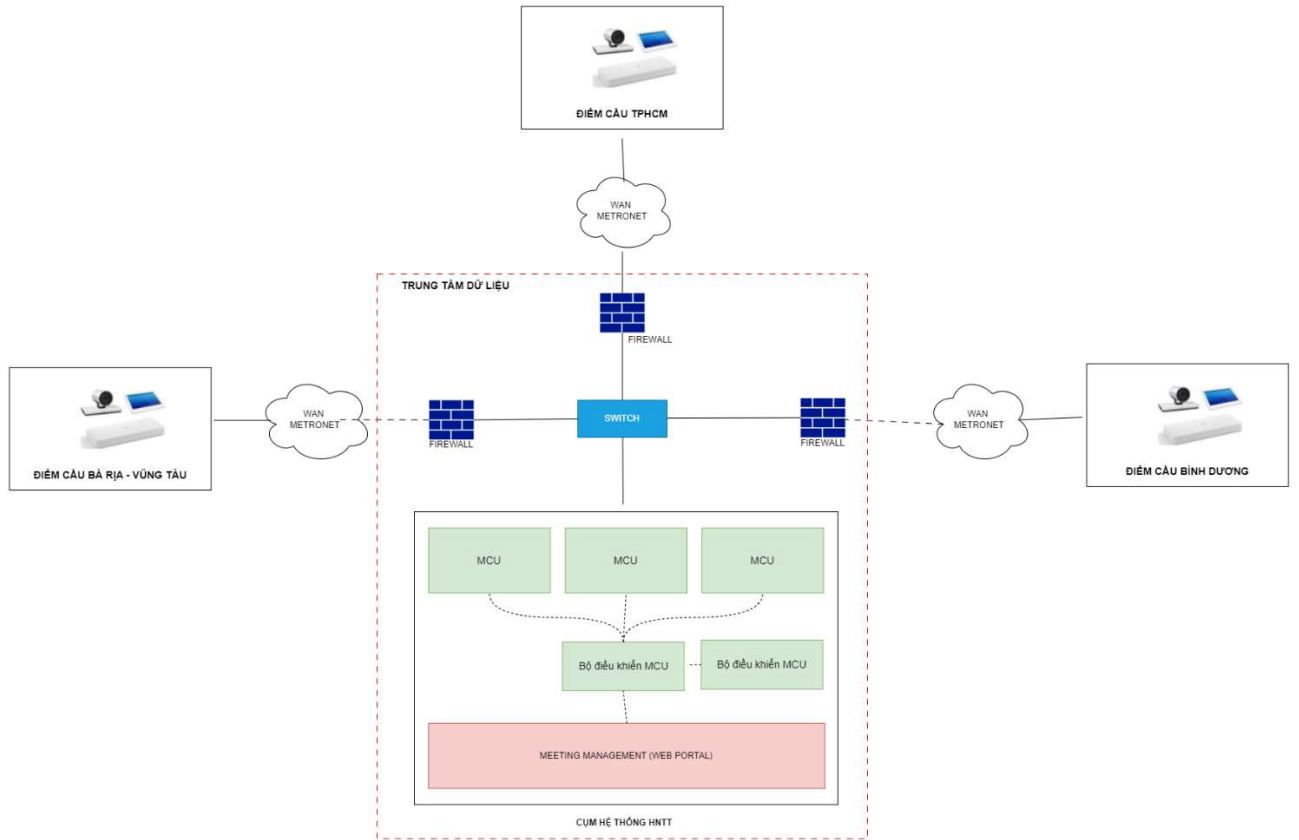 ĐIỂM CẦU TPHCM
WAN
METRONET
TRUNG TÂM DỮ LIỆU
FIREWALL
ĐIỂM CẦU BÀ RỊA - VŨNG TÀU
WAN
METRONET
FIREWALL
SWITCH
FIREWALL
WAN
METRONET
ĐIỂM CẦU BÌNH DƯƠNG
MCU
MCU
MCU
Bộ điều khiển MCU
Bộ điều khiển MCU
MEETING MANAGEMENT (WEB PORTAL)
CỤM HỆ THỐNG HNTT